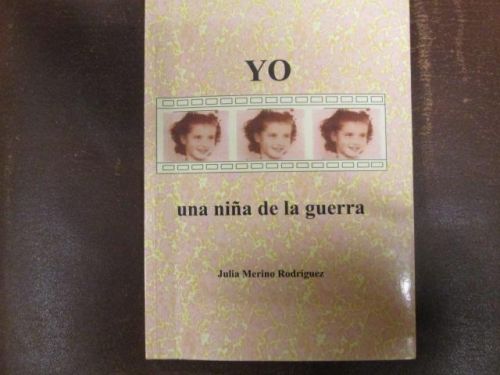 YO
una niña de la guerra
Julia Merino Rodríguez